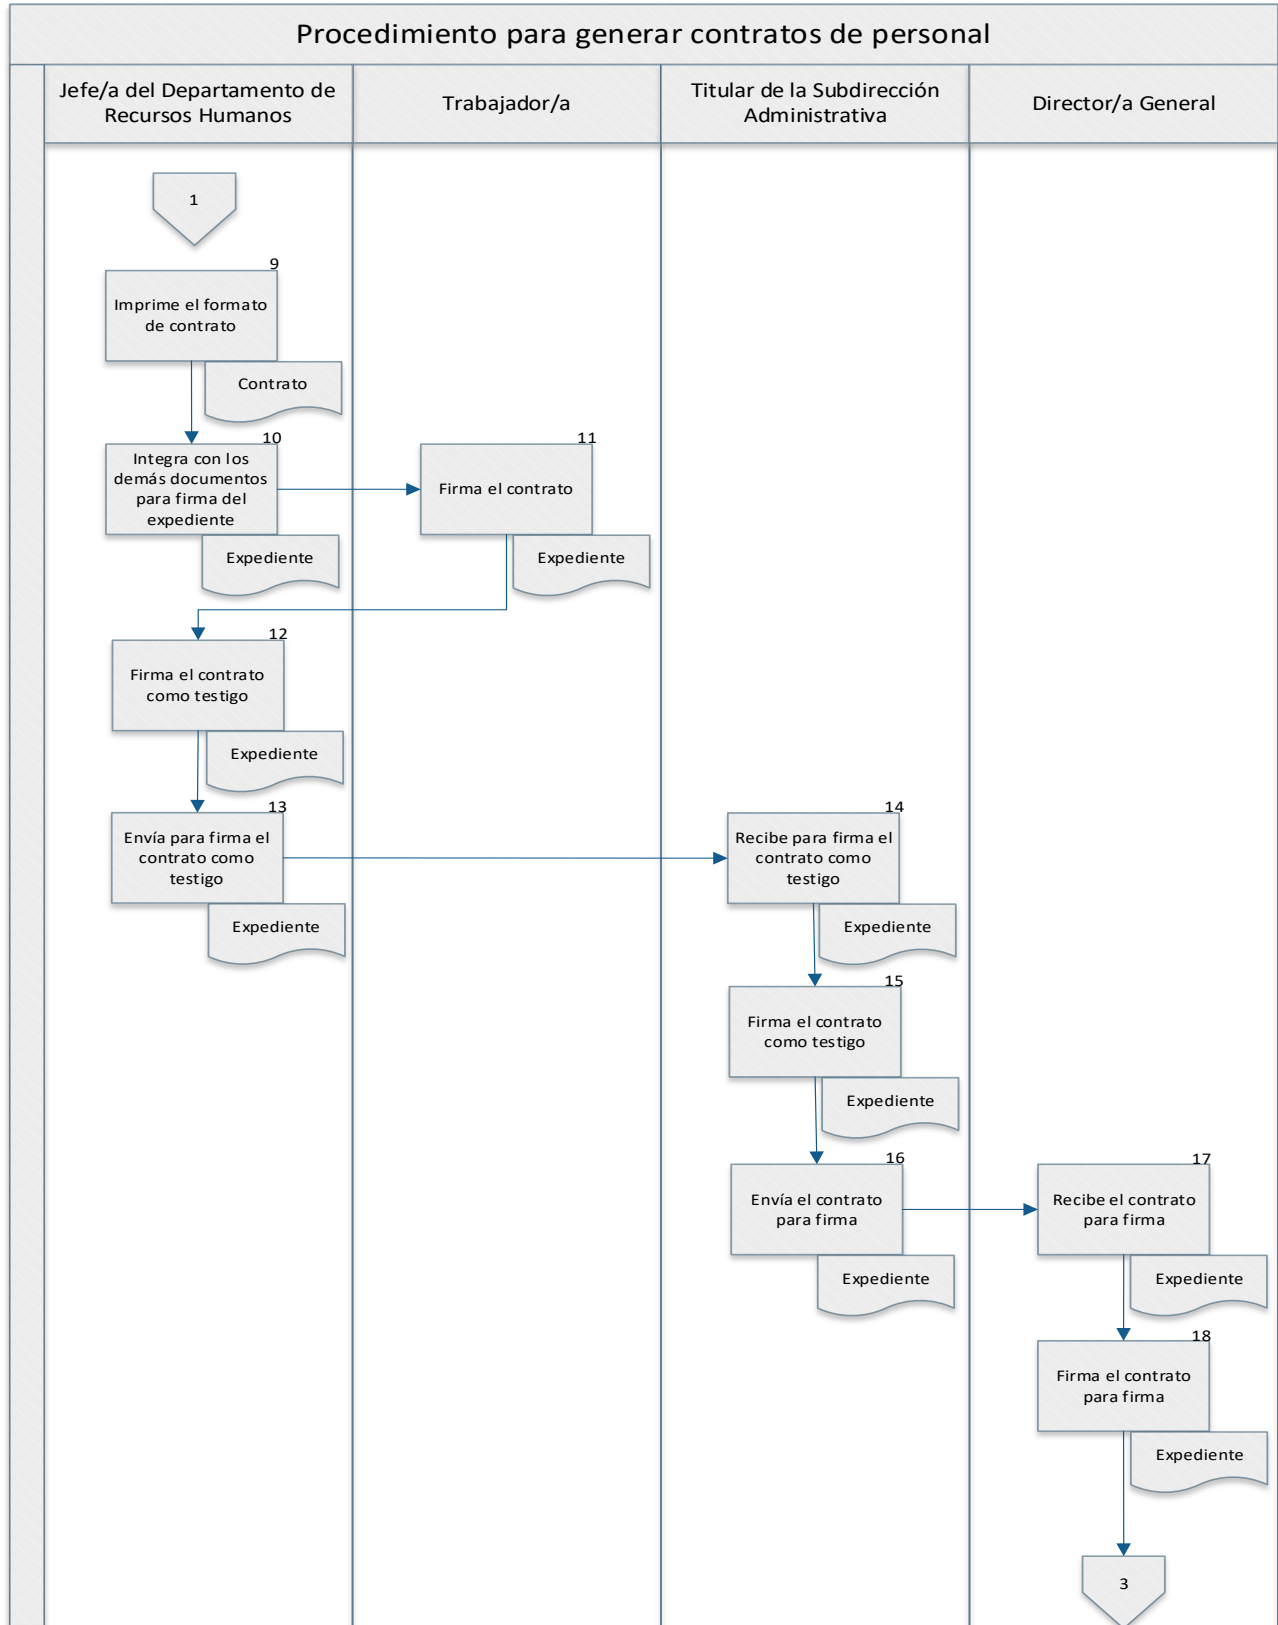 Procedimiento para generar contratos de personal
Jefe/a del Departamento de
Recursos Humanos
Trabajador/a
Titular de la Subdirección
Administrativa
Director/a General
1
9
Imprime el formato
de contrato
Contrato
10
Integra con los
demás documentos
para firma del
expediente
Expediente
11
Firma el contrato
Expediente
12
Firma el contrato
como testigo
Expediente
13
Envía para firma el
contrato como
testigo
Expediente
14
Recibe para firma el
contrato como
testigo
Expediente
15
Firma el contrato
como testigo
Expediente
16
Envía el contrato
para firma
Expediente
17
Recibe el contrato
para firma
Expediente
18
Firma el contrato
para firma
Expediente
3